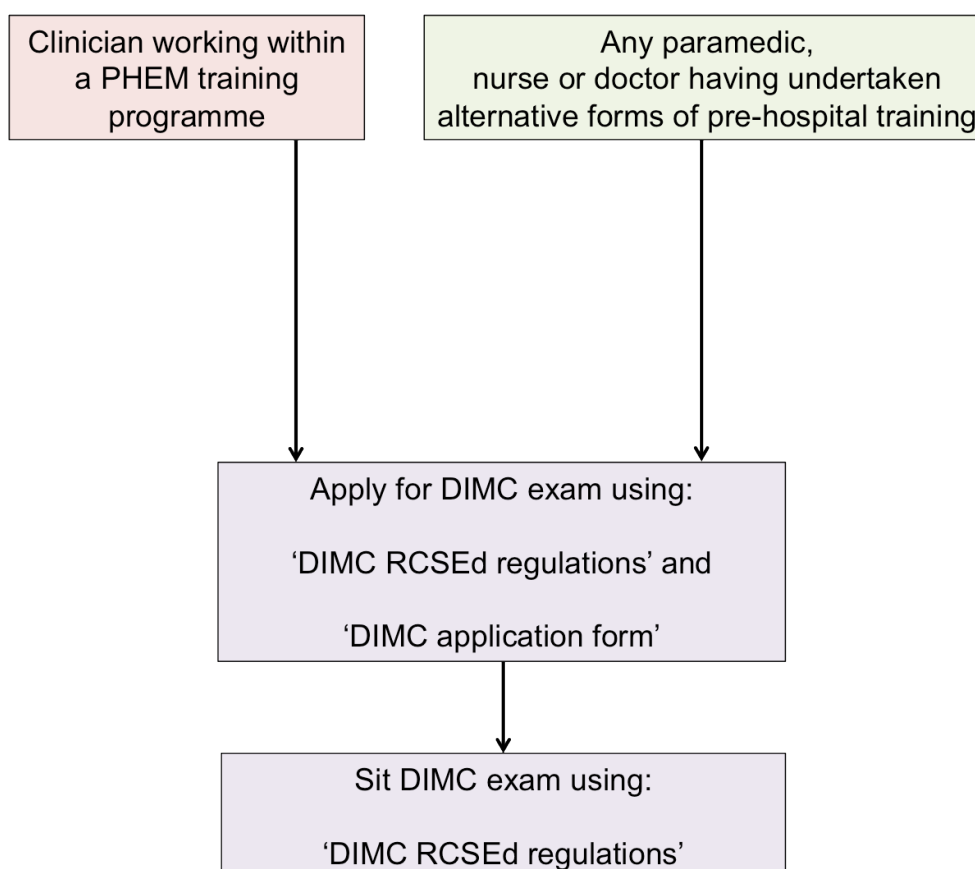 Clinician working within
a PHEM training
programme
Any paramedic,
nurse or doctor having undertaken
alternative forms of pre-hospital training
Apply for DIMC exam using:
‘DIMC RCSEd regulations’ and
‘DIMC application form’
Sit DIMC exam using:
‘DIMC RCSEd regulations’